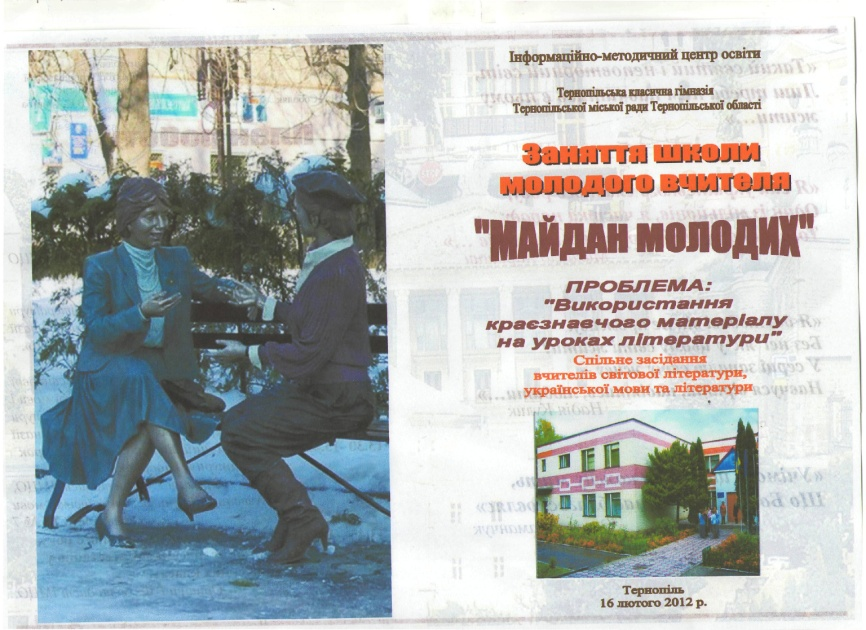 Інформаційно-методичний центр освіти
Тернопільська класична гімназія
Тернопільської міської ради Тернопільської області
Заняття школи
молодого вчителя
"МАЙДАН МОЛОДИХ"
ПРОБЛЕМА:
"Використання
краєзнавчого матеріалу
на уроках літератури"
Спільне засідання
вчителів світової літератури,
української мови та літератури
Тернопіль
16 лютого 2012 р.